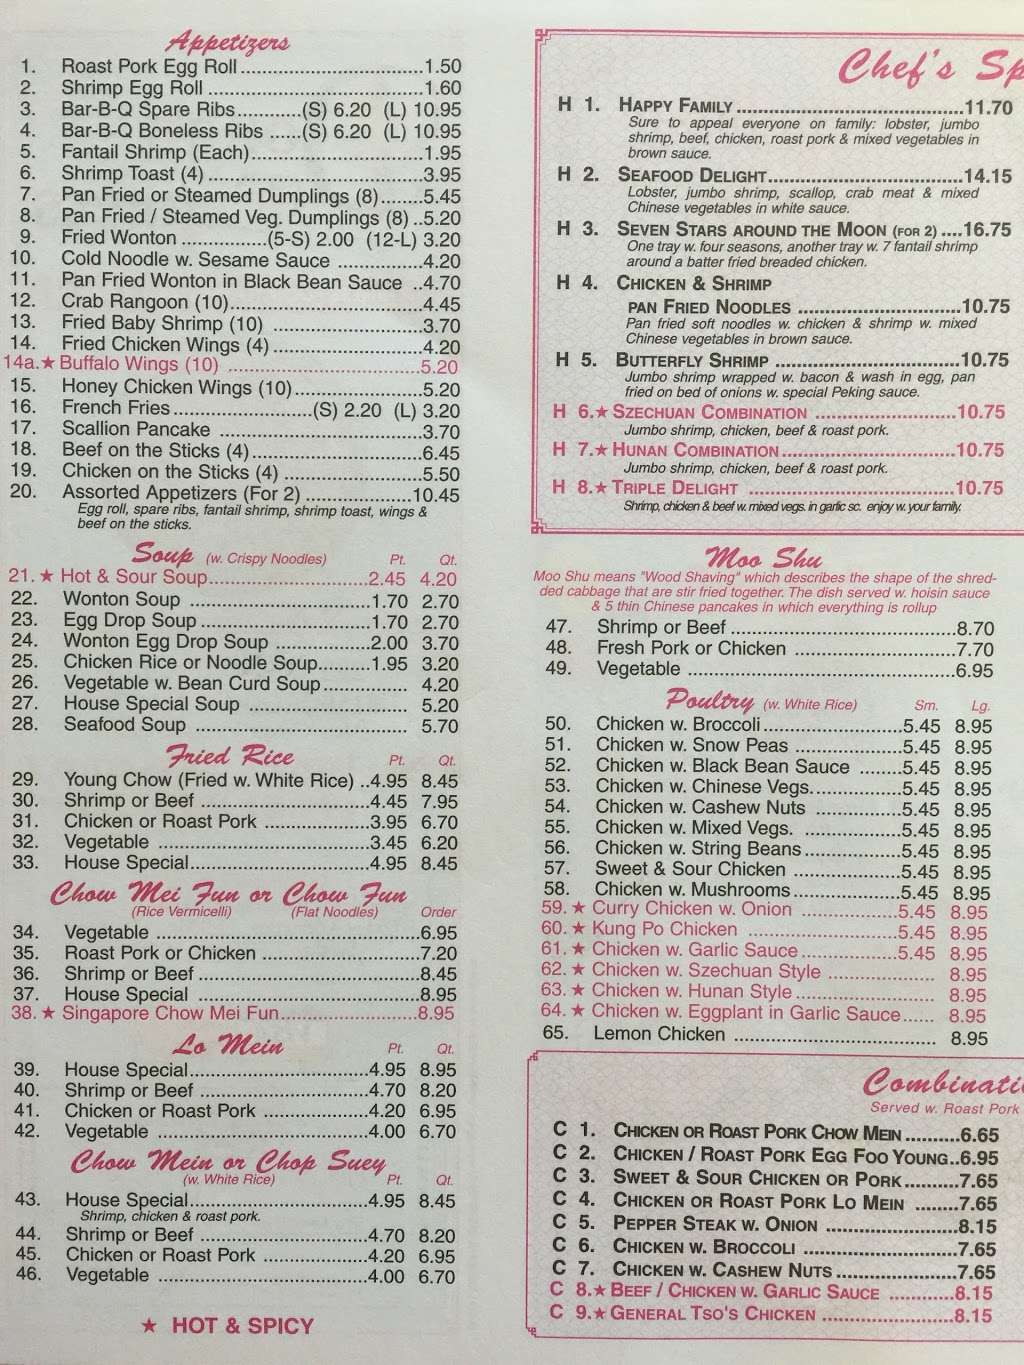 Appetizers
1. Roast Pork Egg Roll................................1.50
2. Shrimp Egg Roll .....................................1.60
3. Bar-B-Q Spare Ribs............(S) 6.20 (L) 10.95
4. Bar-B-Q Boneless Ribs ......(S) 6.20 (L) 10.95
5. Fantail Shrimp (Each)..............................1.95
6. Shrimp Toast (4) ......................................3.95
7. Pan Fried or Steamed Dumplings (8)........5.45
8. Pan Fried / Steamed Veg. Dumplings (8) ..5.20
9. Fried Wonton ...............(5-S) 2.00 (12-L) 3.20
10. Cold Noodle w. Sesame Sauce ...............4.20
11. Pan Fried Wonton in Black Bean Sauce ..4.70
12. Crab Rangoon (10)..................................4.45
13. Fried Baby Shrimp (10) ..........................3.70
14. Fried Chicken Wings (4)..........................4.20
14a.★ Buffalo Wings (10) .................................5.20
15. Honey Chicken Wings (10).......................5.20
16. French Fries........................(S) 2.20 (L) 3.20
17. Scallion Pancake ....................................3.70
18. Beef on the Sticks (4)..............................6.45
19. Chicken on the Sticks (4) ........................5.50
20. Assorted Appetizers (For 2) ...................10.45
Egg roll, spare ribs, fantail shrimp, shrimp toast, wings &
beef on the sticks.
Soup (w. Crispy Noodles) Pt. Qt.
21. ★ Hot & Sour Soup............................2.45 4.20
22. Wonton Soup ................................1.70 2.70
23. Egg Drop Soup..............................1.70 2.70
24. Wonton Egg Drop Soup ................2.00 3.70
25. Chicken Rice or Noodle Soup.........1.95 3.20
26. Vegetable w. Bean Curd Soup................ 4.20
27. House Special Soup ............................... 5.20
28. Seafood Soup ........................................ 5.70
Fried Rice Pt. Qt.
29. Young Chow (Fried w. White Rice) ..4.95 8.45
30. Shrimp or Beef ..............................4.45 7.95
31. Chicken or Roast Pork ...................3.95 6.70
32. Vegetable ......................................3.45 6.20
33. House Special................................4.95 8.45
Chow Mei Fun or Chow Fun
(Rice Vermicelli) (Flat Noodles) Order
34. Vegetable ................................................6.95
35. Roast Pork or Chicken .............................7.20
36. Shrimp or Beef ........................................8.45
37. House Special .........................................8.95
38. ★ Singapore Chow Mei Fun..........................8.95
Lo Mein Pt. Qt.
39. House Special................................4.95 8.95
40. Shrimp or Beef ..............................4.70 8.20
41. Chicken or Roast Pork ...................4.20 6.95
42. Vegetable ......................................4.00 6.70
Chow Mein or Chop Suey
(w. White Rice) Pt. Qt.
43. House Special................................4.95 8.45
Shrimp, chicken & roast pork.
44. Shrimp or Beef ..............................4.70 8.20
45. Chicken or Roast Pork ...................4.20 6.95
46. Vegetable ......................................4.00 6.70
★ HOT & SPICY
Chef's Sp
H 1. HAPPY FAMILY .......................................11.70
Sure to appeal everyone on family: lobster, jumbo
shrimp, beef, chicken, roast pork & mixed vegetables in
brown sauce.
H 2. SEAFOOD DELIGHT..................................14.15
Lobster, jumbo shrimp, scallop, crab meat & mixed
Chinese vegetables in white sauce.
H 3. SEVEN STARS AROUND THE MOON (FOR 2) ....16.75
One tray w. four seasons, another tray w. 7 fantail shrimp
around a batter fried breaded chicken.
H 4. CHICKEN & SHRIMP
PAN FRIED NOODLES .............................10.75
Pan fried soft noodles w. chicken & shrimp w. mixed
Chinese vegetables in brown sauce.
H 5. BUTTERFLY SHRIMP ................................10.75
Jumbo shrimp wrapped w. bacon & wash in egg, pan
fried on bed of onions w. special Peking sauce.
H 6.★ SZECHUAN COMBINATION .........................10.75
Jumbo shrimp, chicken, beef & roast pork.
H 7.★ HUNAN COMBINATION..............................10.75
Jumbo shrimp, chicken, beef & roast pork.
H 8.★ TRIPLE DELIGHT ....................................10.75
Shrimp, chicken & beef w. mixed vegs. in garlic sc. enjoy w. your family.
Moo Shu
Moo Shu means "Wood Shaving" which describes the shape of the shred-
ded cabbage that are stir fried together. The dish served w. hoisin sauce
& 5 thin Chinese pancakes in which everything is rollup
47. Shrimp or Beef ........................................8.70
48. Fresh Pork or Chicken ............................7.70
49. Vegetable ................................................6.95
Poultry (w. White Rice) Sm. Lg.
50. Chicken w. Broccoli.........................5.45 8.95
51. Chicken w. Snow Peas ...................5.45 8.95
52. Chicken w. Black Bean Sauce ........5.45 8.95
53. Chicken w. Chinese Vegs................5.45 8.95
54. Chicken w. Cashew Nuts ................5.45 8.95
55. Chicken w. Mixed Vegs. .................5.45 8.95
56. Chicken w. String Beans.................5.45 8.95
57. Sweet & Sour Chicken ...................5.45 8.95
58. Chicken w. Mushrooms...................5.45 8.95
59. ★ Curry Chicken w. Onion .................5.45 8.95
60. ★ Kung Po Chicken ..........................5.45 8.95
61. ★ Chicken w. Garlic Sauce.................5.45 8.95
62. ★ Chicken w. Szechuan Style ................... 8.95
63. ★ Chicken w. Hunan Style......................... 8.95
64. ★ Chicken w. Eggplant in Garlic Sauce...... 8.95
65. Lemon Chicken .................................... 8.95
Combinati
Served w. Roast Pork
C 1. CHICKEN OR ROAST PORK CHOW MEIN ..........6.65
C 2. CHICKEN / ROAST PORK EGG FOO YOUNG..6.95
C 3. SWEET & SOUR CHICKEN OR PORK..........7.65
C 4. CHICKEN OR ROAST PORK LO MEIN ........7.65
C 5. PEPPER STEAK W. ONION .......................8.15
C 6. CHICKEN W. BROCCOLI ...........................7.65
C 7. CHICKEN W. CASHEW NUTS .....................7.65
C 8.★ BEEF / CHICKEN W. GARLIC SAUCE ............8.15
C 9.★ GENERAL TSO'S CHICKEN ........................8.15